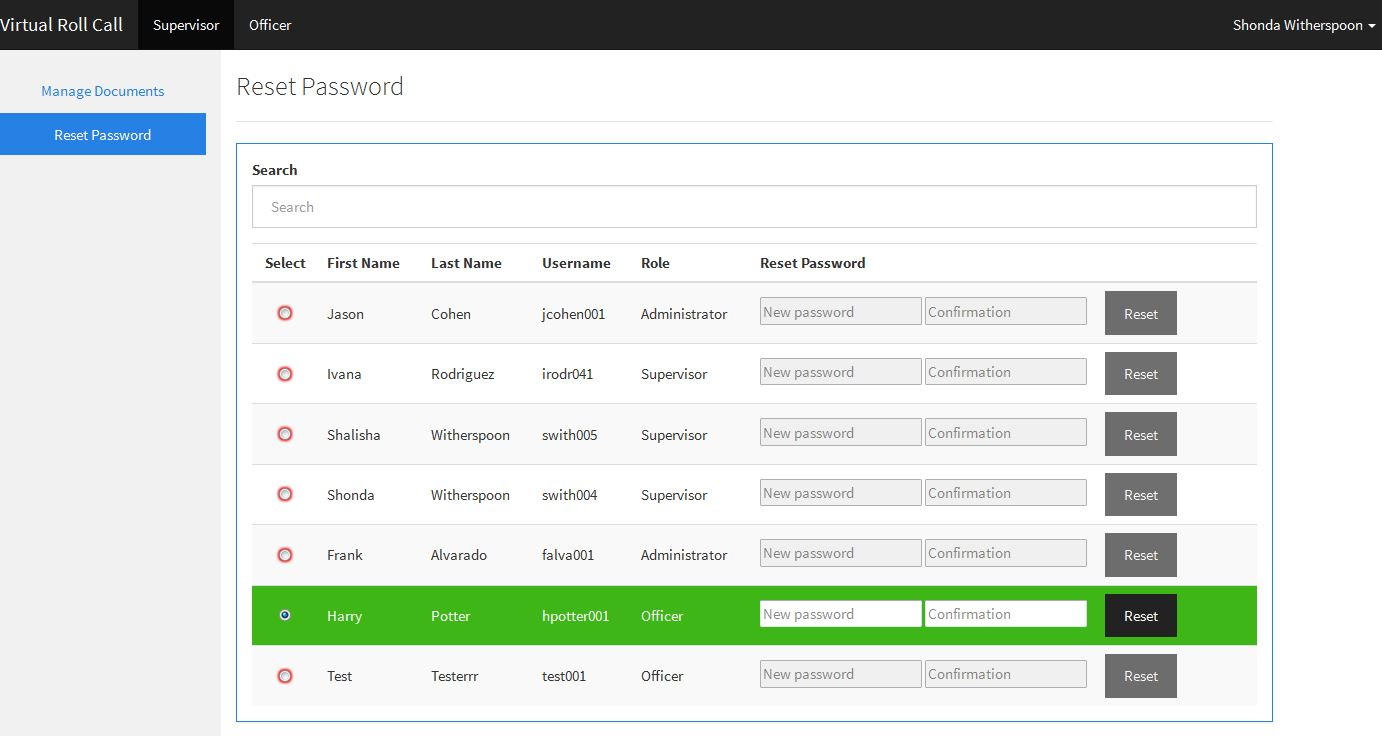 Virtual Roll Call Supervisor Officer Shonda Witherspoon
Manage Documents
Reset Password
Reset Password
Search
Search
Select First Name Last Name Username Role Reset Password
Jason Cohen jcohen001 Administrator New password Confirmation Reset
Ivana Rodriguez irodr041 Supervisor New password Confirmation Reset
Shalisha Witherspoon swith005 Supervisor New password Confirmation Reset
Shonda Witherspoon swith004 Supervisor New password Confirmation Reset
Frank Alvarado falva001 Administrator New password Confirmation Reset
Harry Potter hpotter001 Officer New password Confirmation Reset
Test Testerrr test001 Officer New password Confirmation Reset